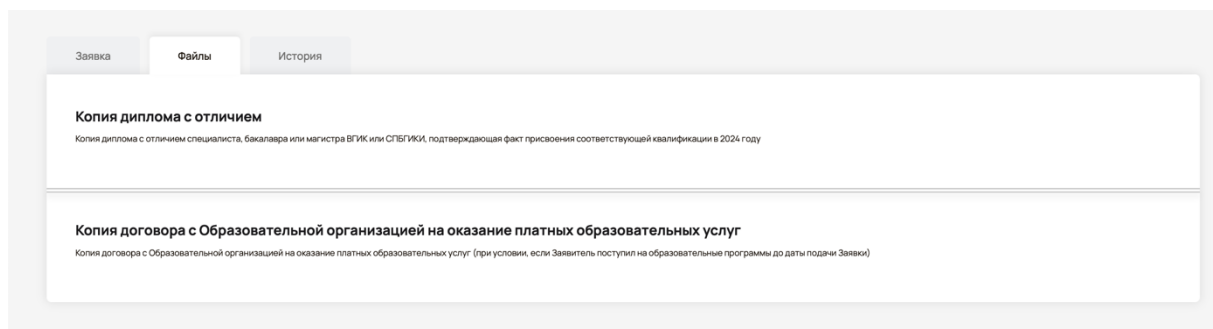 Заявка
Файлы
История
Копия диплома с отличием
Копия диплома с отличием специалиста, бакалавра или магистра ВГИК или СПБГИКИ, подтверждающая факт присвоения соответствующей квалификации в 2024 году
Копия договора с Образовательной организацией на оказание платных образовательных услуг
Копия договора с Образовательной организацией на оказание платных образовательных услуг (при условии, если Заявитель поступил на образовательные программы до даты подачи Заявки)